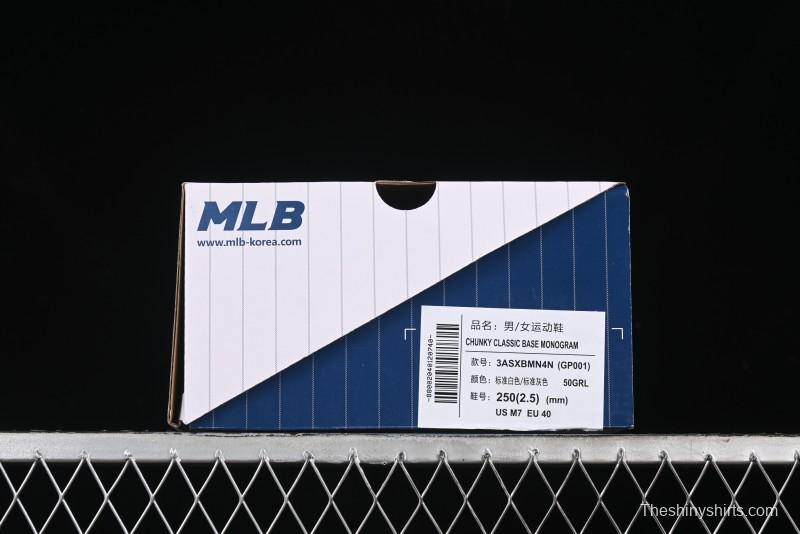 MLB
www.mlb-korea.com
品名: 男/女运动鞋
CHUNKY CLASSIC BASE MONOGRAM
款号: 3ASXBMN4N (GP001)
颜色: 标准白色/标准灰色 50GRL
鞋号: 250(2.5) (mm)
US M7 EU 40
Theshinyshirts.com